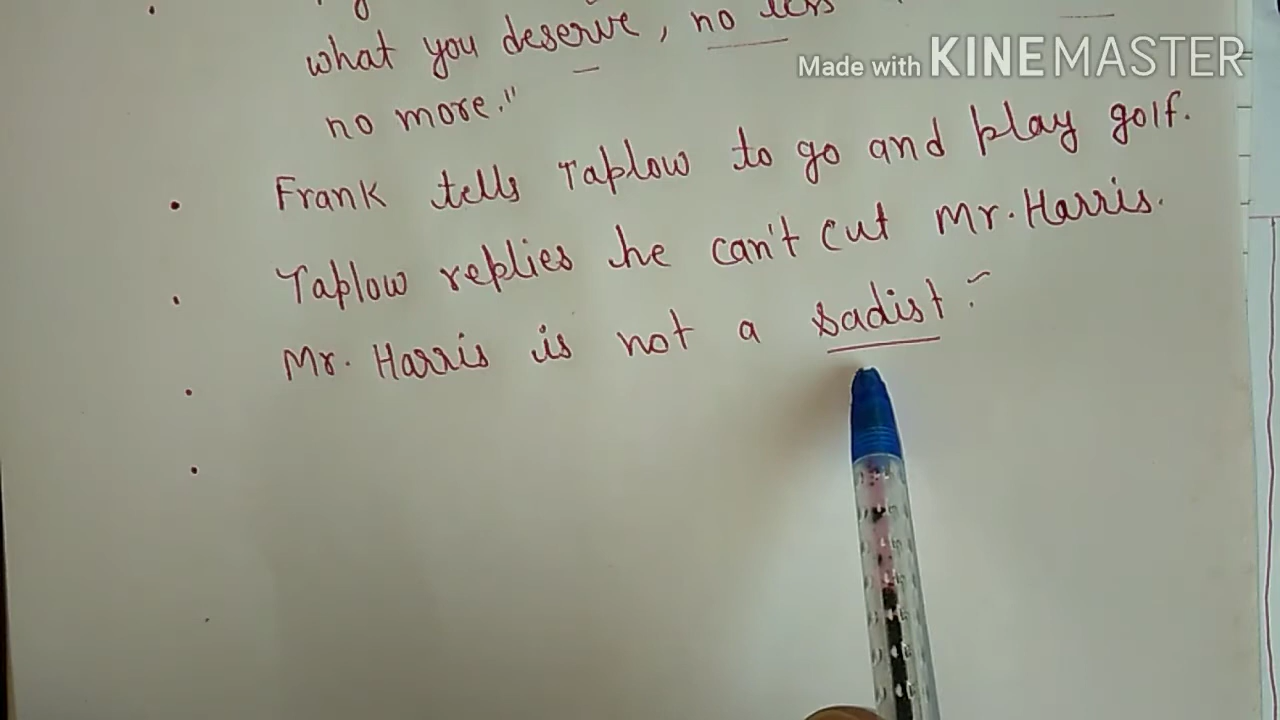 what you deserve, no less
no more."
Frank tells Taplow to go and play golf.
Taplow replies he can't cut Mr. Harris.
Mr. Harris is not a sadist :-
Made with KINEMASTER